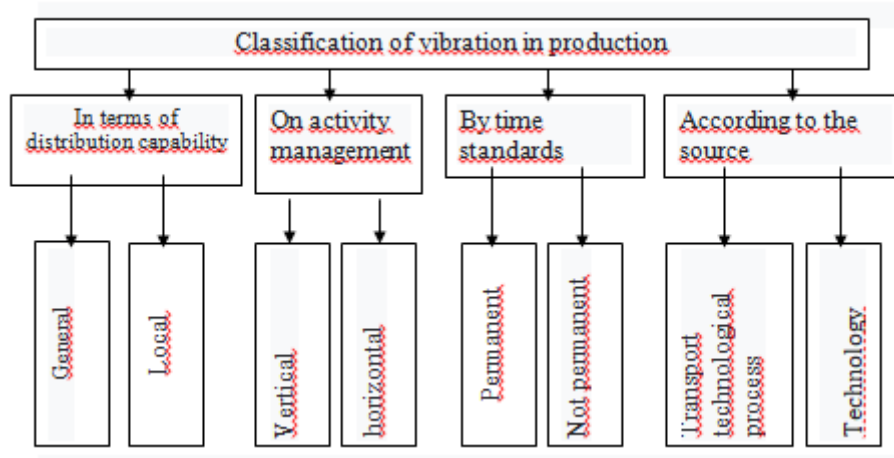 Classification of vibration in production
In terms of
distribution capability
On activity
management
By time
standards
According to the
source
General
Local
Vertical
horizontal
Permanent
Not permanent
Transport
technological
process
Technology